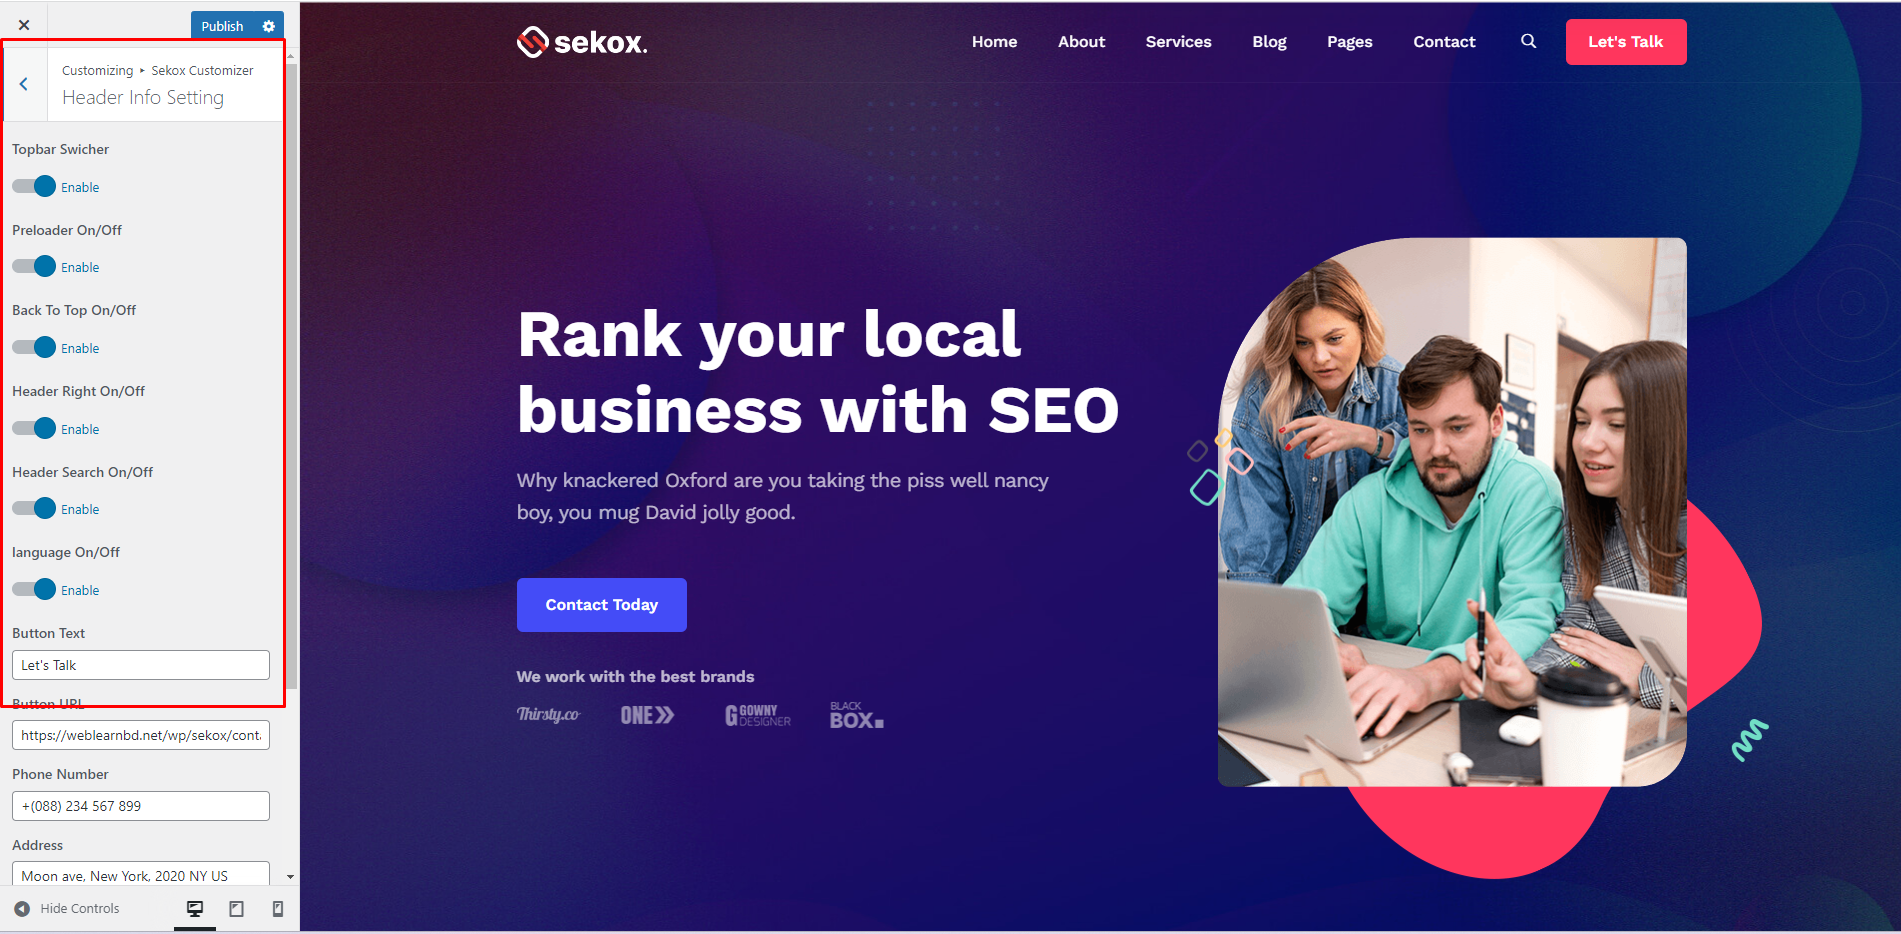 Publish
Customizing ▸ Sekox Customizer
Header Info Setting
Topbar Swicher
Enable
Preloader On/Off
Enable
Back To Top On/Off
Enable
Header Right On/Off
Enable
Header Search On/Off
Enable
language On/Off
Enable
Button Text
Let's Talk
Button URL
https://weblearnbd.net/wp/sekox/conta
Phone Number
+(088) 234 567 899
Address
Moon ave, New York, 2020 NY US
Hide Controls
sekox.
Home About Services Blog Pages Contact Let's Talk
Rank your local
business with SEO
Why knackered Oxford are you taking the piss well nancy
boy, you mug David jolly good.
Contact Today
We work with the best brands
Thirsty.co
ONE
G GOWNY
DESIGNER
BLACK
BOX